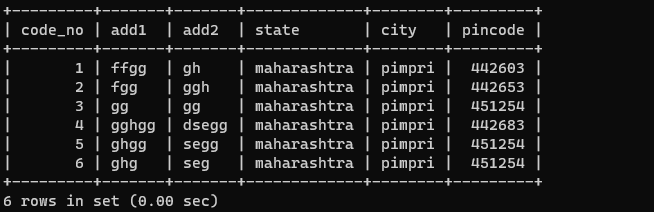 +---------+-------+-------+-------------+--------+---------+
| code_no | add1  | add2  | state       | city   | pincode |
+---------+-------+-------+-------------+--------+---------+
|       1 | ffgg  | gh    | maharashtra | pimpri |  442603 |
|       2 | fgg   | ggh   | maharashtra | pimpri |  442653 |
|       3 | gg    | gg    | maharashtra | pimpri |  451254 |
|       4 | gghgg | dsegg | maharashtra | pimpri |  442683 |
|       5 | ghgg  | segg  | maharashtra | pimpri |  451254 |
|       6 | ghg   | seg   | maharashtra | pimpri |  451254 |
+---------+-------+-------+-------------+--------+---------+
6 rows in set (0.00 sec)